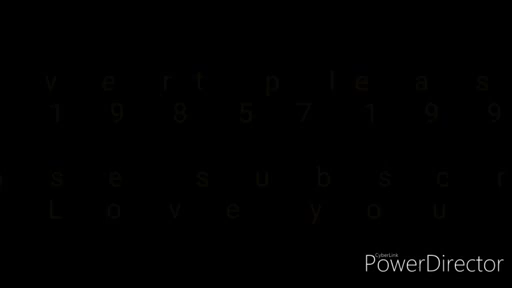 v e r t p l e a s
1 9 8 5 7 1 9 9
s e s u b s c r
L o v e y o u
CyberLink
PowerDirector